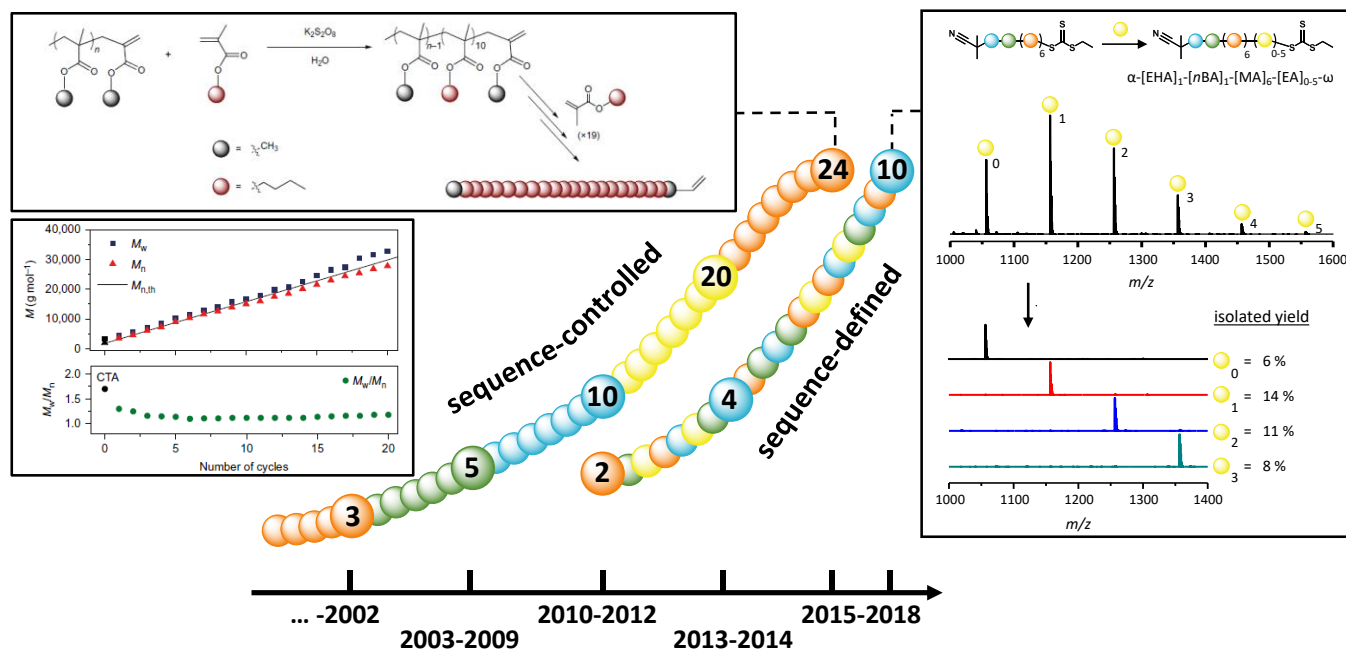 n
+
K₂S₂O₈
H₂O
n–1
10
O
O
O
O
O
O
O
O
O
O
O
O
(×19)
= CH₃
=
40,000
30,000
20,000
10,000
0
M (g mol⁻¹)
Mw
Mn
Mn,th
2.0
1.5
1.0
Mw/Mn
CTA
Mw/Mn
0 5 10 15 20
Number of cycles
sequence-controlled
sequence-defined
3
5
10
20
24
2
4
10
... -2002
2003-2009
2010-2012
2013-2014
2015-2018
N 6 S S S
N 6 0-5 S S S
α-[EHA]₁-[nBA]₁-[MA]₆-[EA]₀₋₅-ω
0
1
2
3
4
5
1000 1100 1200 1300 1400 1500 1600
m/z
isolated yield
0 = 6 %
1 = 14 %
2 = 11 %
3 = 8 %
1000 1100 1200 1300 1400
m/z